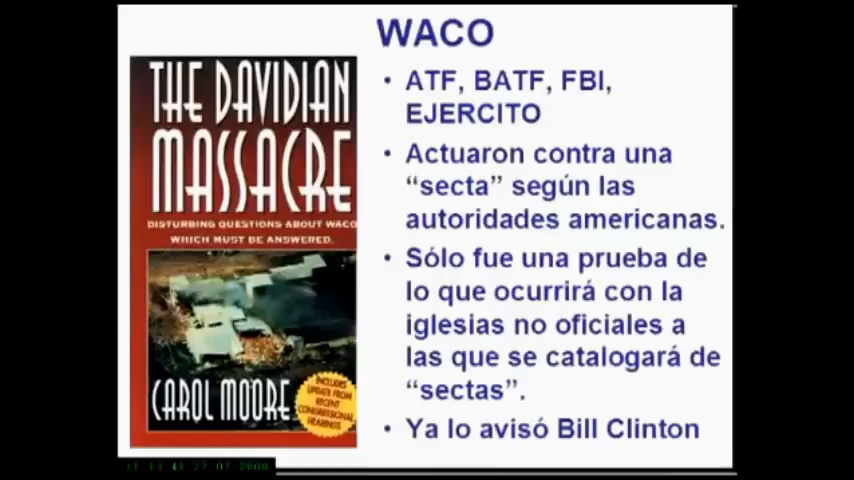 WACO
THE DAVIDIAN
MASSACRE
DISTURBING QUESTIONS ABOUT WACO
WHICH MUST BE ANSWERED.
CAROL MOORE
INCLUDES
UPDATE FROM
RECENT
CONGRESSIONAL
HEARINGS
• ATF, BATF, FBI,
EJERCITO
• Actuaron contra una
“secta” según las
autoridades americanas.
• Sólo fue una prueba de
lo que ocurrirá con la
iglesias no oficiales a
las que se catalogará de
“sectas”.
• Ya lo avisó Bill Clinton